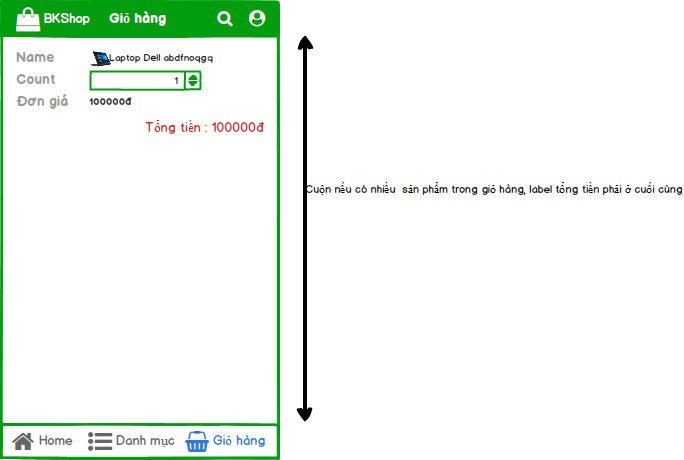 BKShop Giỏ hàng
Name Laptop Dell abdfnoqgq
Count 1
Đơn giá 100000đ
Tổng tiền : 100000đ
Cuộn nếu có nhiều sản phẩm trong giỏ hàng, label tổng tiền phải ở cuối cùng
Home Danh mục Giỏ hàng